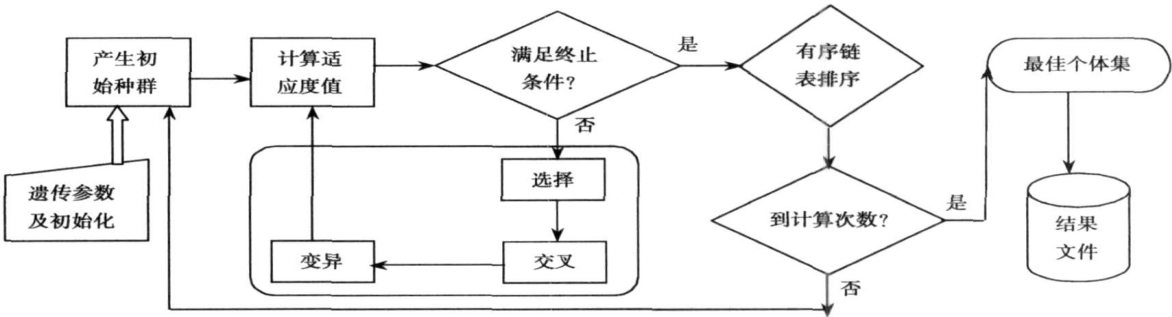 产生初
始种群
计算适
应度值
满足终止
条件?
是
有序链
表排序
最佳个体集
否
遗传参数
及初始化
选择
到计算次数?
是
结果
文件
变异
交叉
否